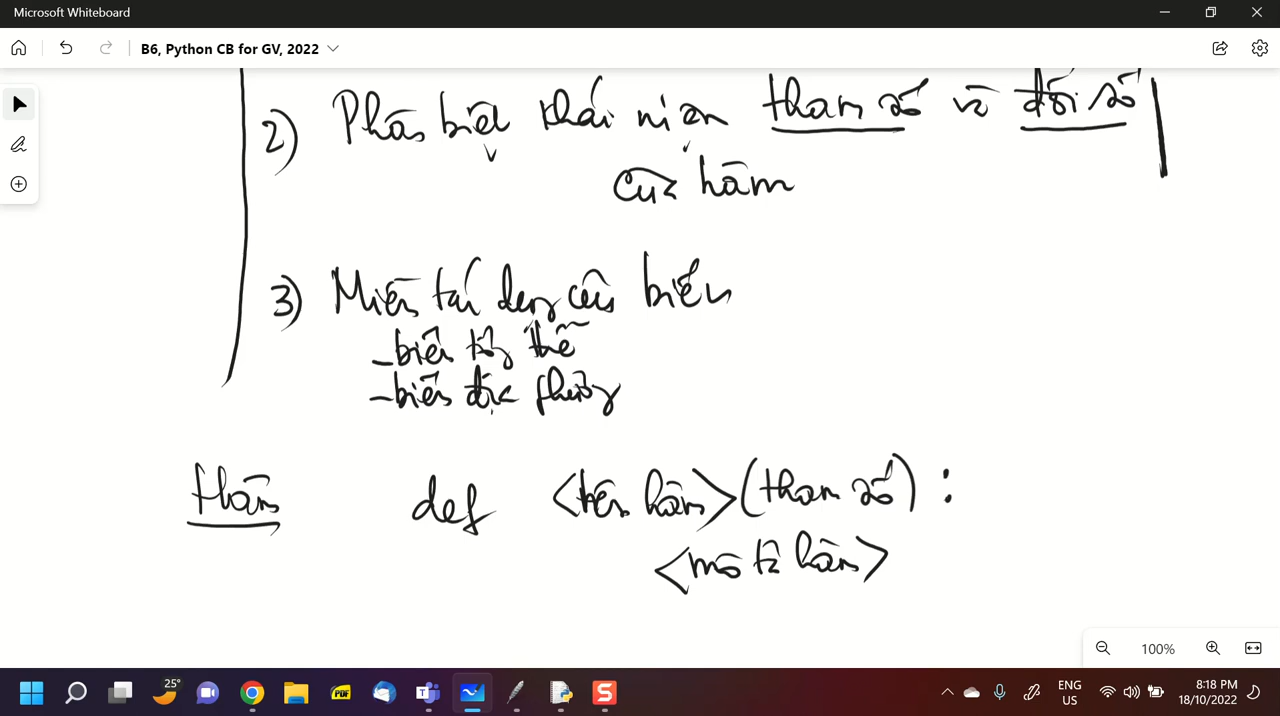 Microsoft Whiteboard
B6, Python CB for GV, 2022
2) Phân biệt khái niệm tham số và đối số
của hàm
3) Miền tác dụng của biến
- biến tổng thể
- biến địa phương
Hàm def <tên hàm>(tham số):
<mô tả hàm>
100%
25°
PDF
S
ENG
US
8:18 PM
18/10/2022